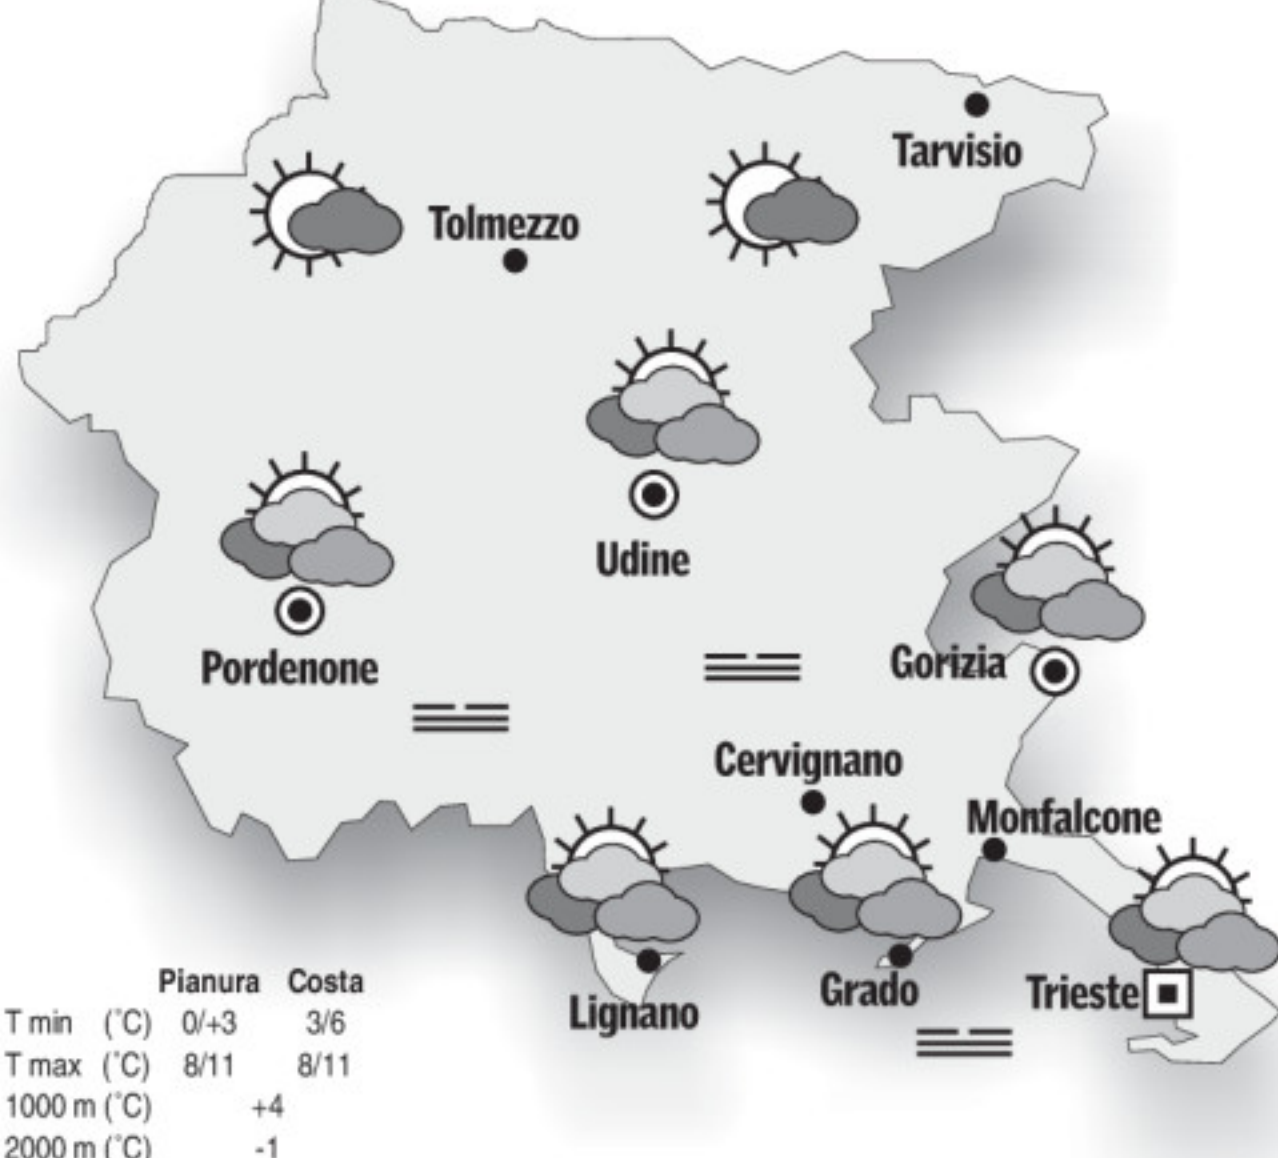 Tarvisio
Tolmezzo
Udine
Pordenone
Gorizia
Cervignano
Monfalcone
Grado
Trieste
Lignano
Pianura Costa
T min (°C) 0/+3 3/6
T max (°C) 8/11 8/11
1000 m (°C) +4
2000 m (°C) -1